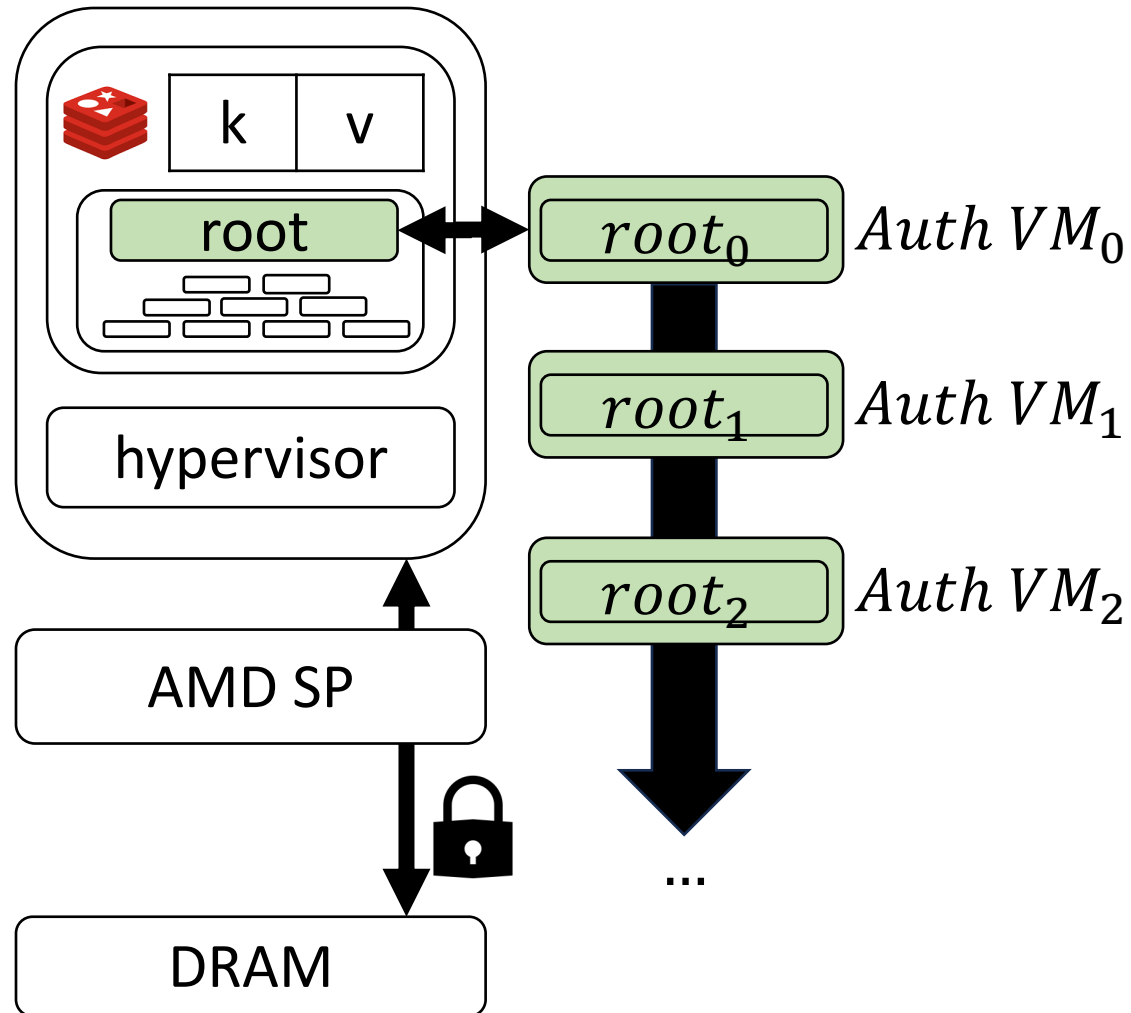 k v
root
root₀ Auth VM₀
root₁ Auth VM₁
hypervisor
root₂ Auth VM₂
AMD SP
...
DRAM